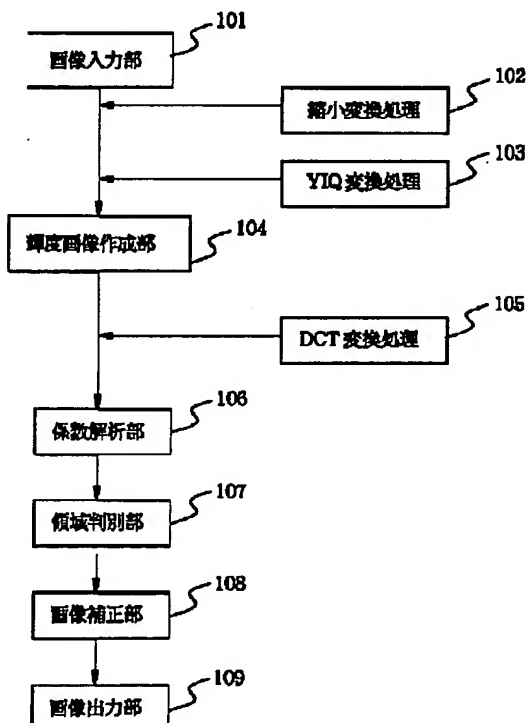 101
画像入力部
102
縮小変換処理
103
YIQ変換処理
104
輝度画像作成部
105
DCT変換処理
106
係数解析部
107
領域判別部
108
画像補正部
109
画像出力部